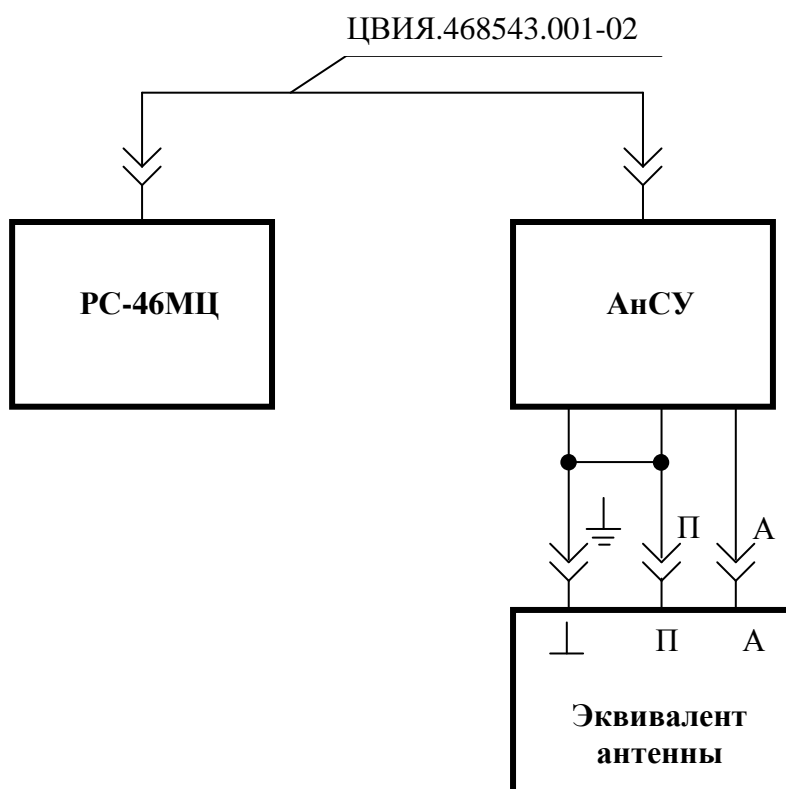 ЦВИЯ.468543.001-02
РС-46МЦ
АнСУ
П
А
П
А
Эквивалент
антенны